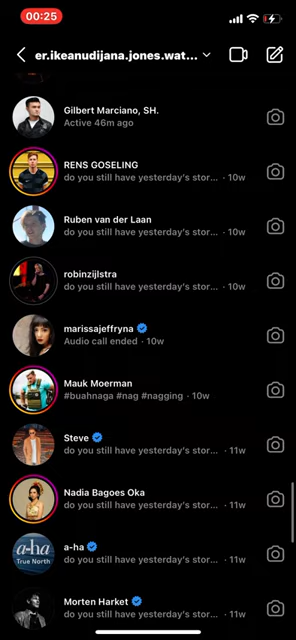 00:25
er.ikeanudijana.jones.wat...
Gilbert Marciano, SH.
Active 46m ago
RENS GOSELING
do you still have yesterday's stor... · 10w
Ruben van der Laan
do you still have yesterday's stor... · 10w
robinzijlstra
do you still have yesterday's stor... · 10w
marissajeffryna
Audio call ended · 10w
Mauk Moerman
#buahnaga #nag #nagging · 10w
Steve
do you still have yesterday's stor... · 11w
Nadia Bagoes Oka
do you still have yesterday's stor... · 11w
a-ha
do you still have yesterday's stor... · 11w
a-ha
True North
Morten Harket
do you still have yesterday's stor... · 11w